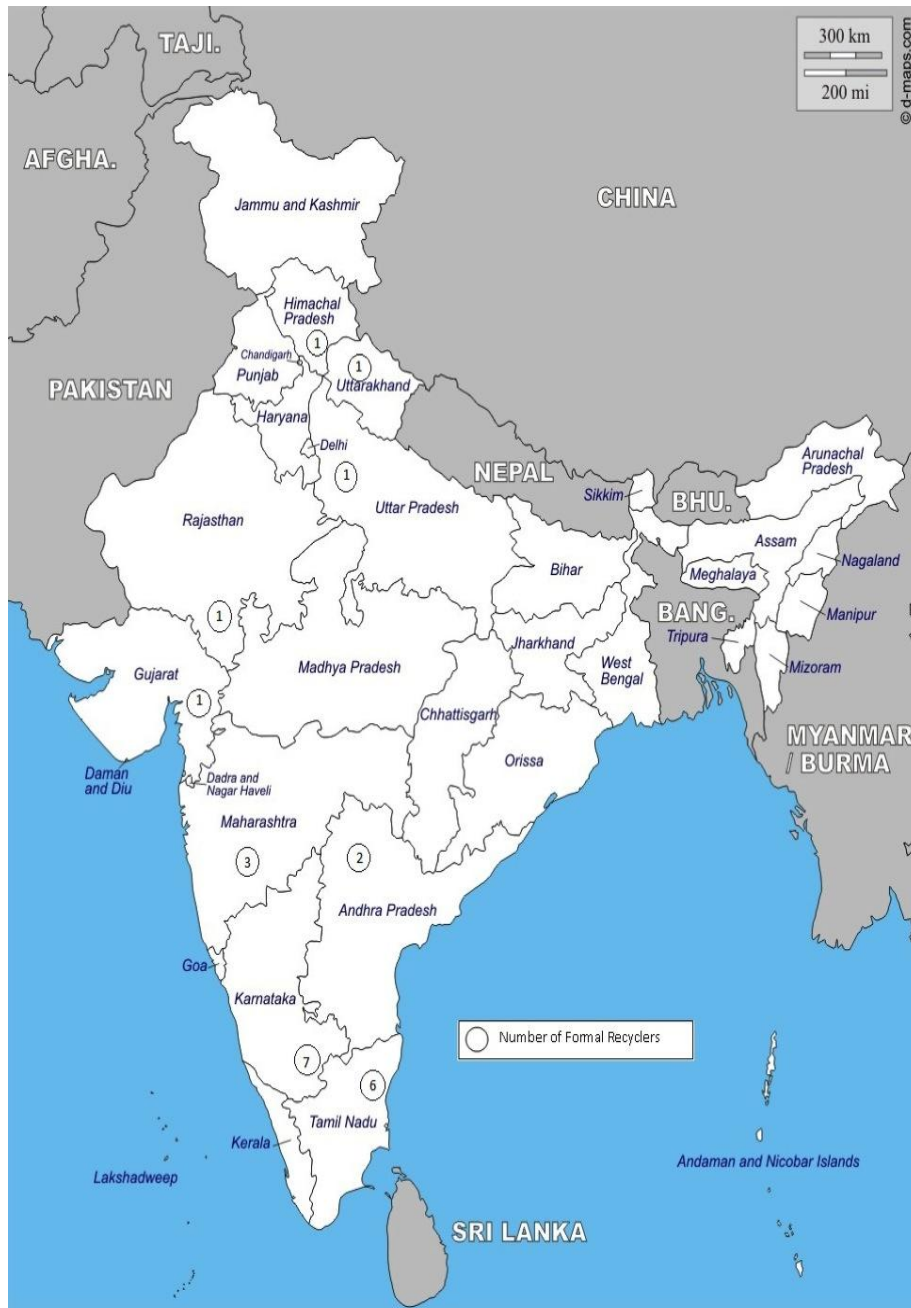 TAJI.
300 km
200 mi
© d-maps.com
AFGHA.
CHINA
Jammu and Kashmir
Himachal
Pradesh
1
Chandigarh
Punjab
1
Uttarakhand
PAKISTAN
Haryana
Delhi
NEPAL
1
Uttar Pradesh
Sikkim
BHU.
Arunachal
Pradesh
Rajasthan
Assam
Nagaland
Bihar
Meghalaya
BANG.
Manipur
1
Tripura
Jharkhand
West
Bengal
Mizoram
Gujarat
Madhya Pradesh
1
Chhattisgarh
MYANMAR
/ BURMA
Orissa
Daman
and Diu
Dadra and
Nagar Haveli
Maharashtra
3
2
Andhra Pradesh
Goa
Karnataka
Number of Formal Recyclers
7
6
Tamil Nadu
Kerala
Lakshadweep
Andaman and Nicobar Islands
SRI LANKA